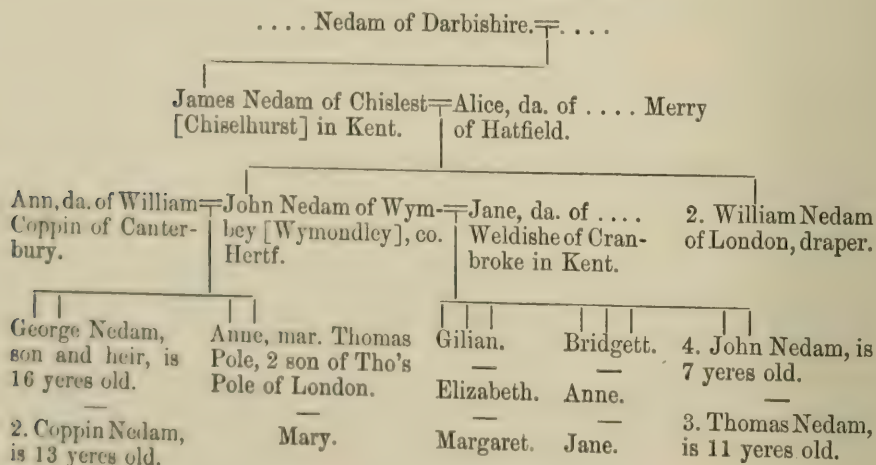 . . . . Nedam of Darbishire. . . . .
James Nedam of Chislest
[Chiselhurst] in Kent.
Alice, da. of . . . . Merry
of Hatfield.
Ann, da. of William
Coppin of Canter-
bury.
John Nedam of Wym-
bey [Wymondley], co.
Hertf.
Jane, da. of . . . .
Weldishe of Cran-
broke in Kent.
2. William Nedam
of London, draper.
George Nedam,
son and heir, is
16 yeres old.
—
2. Coppin Nedam,
is 13 yeres old.
Anne, mar. Thomas
Pole, 2 son of Tho's
Pole of London.
—
Mary.
Gilian.
—
Elizabeth.
—
Margaret.
Bridgett.
—
Anne.
—
Jane.
4. John Nedam, is
7 yeres old.
—
3. Thomas Nedam,
is 11 yeres old.